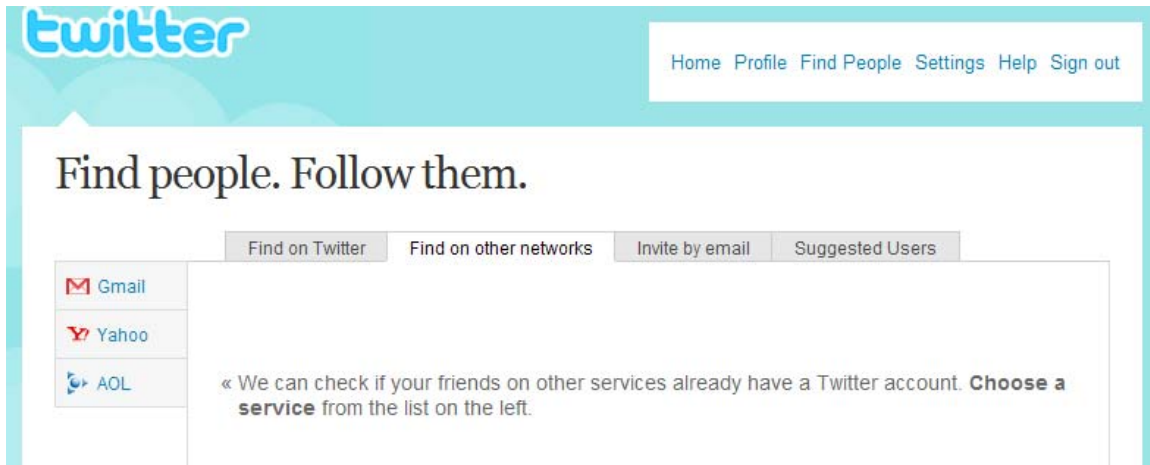 twitter
Home Profile Find People Settings Help Sign out
Find people. Follow them.
Find on Twitter Find on other networks Invite by email Suggested Users
Gmail
Yahoo
AOL
« We can check if your friends on other services already have a Twitter account. Choose a
service from the list on the left.